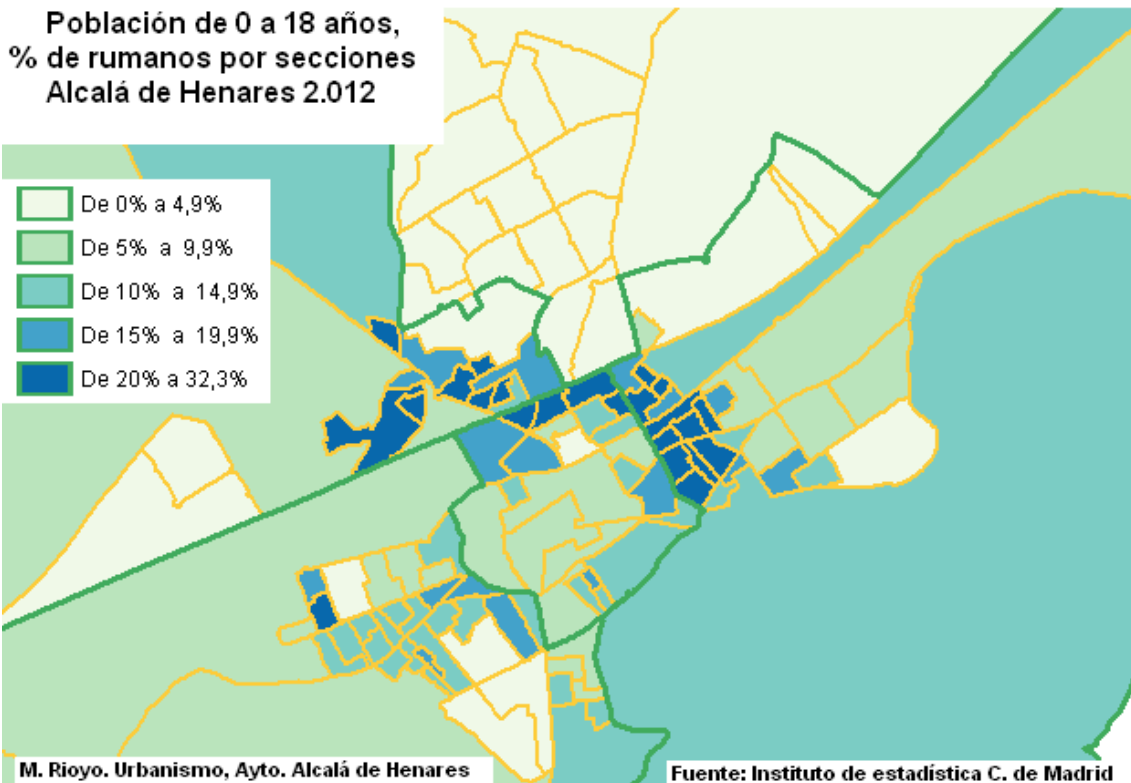 Población de 0 a 18 años,
% de rumanos por secciones
Alcalá de Henares 2.012
De 0% a 4,9%
De 5% a 9,9%
De 10% a 14,9%
De 15% a 19,9%
De 20% a 32,3%
M. Rioyo. Urbanismo, Ayto. Alcalá de Henares
Fuente: Instituto de estadística C. de Madrid